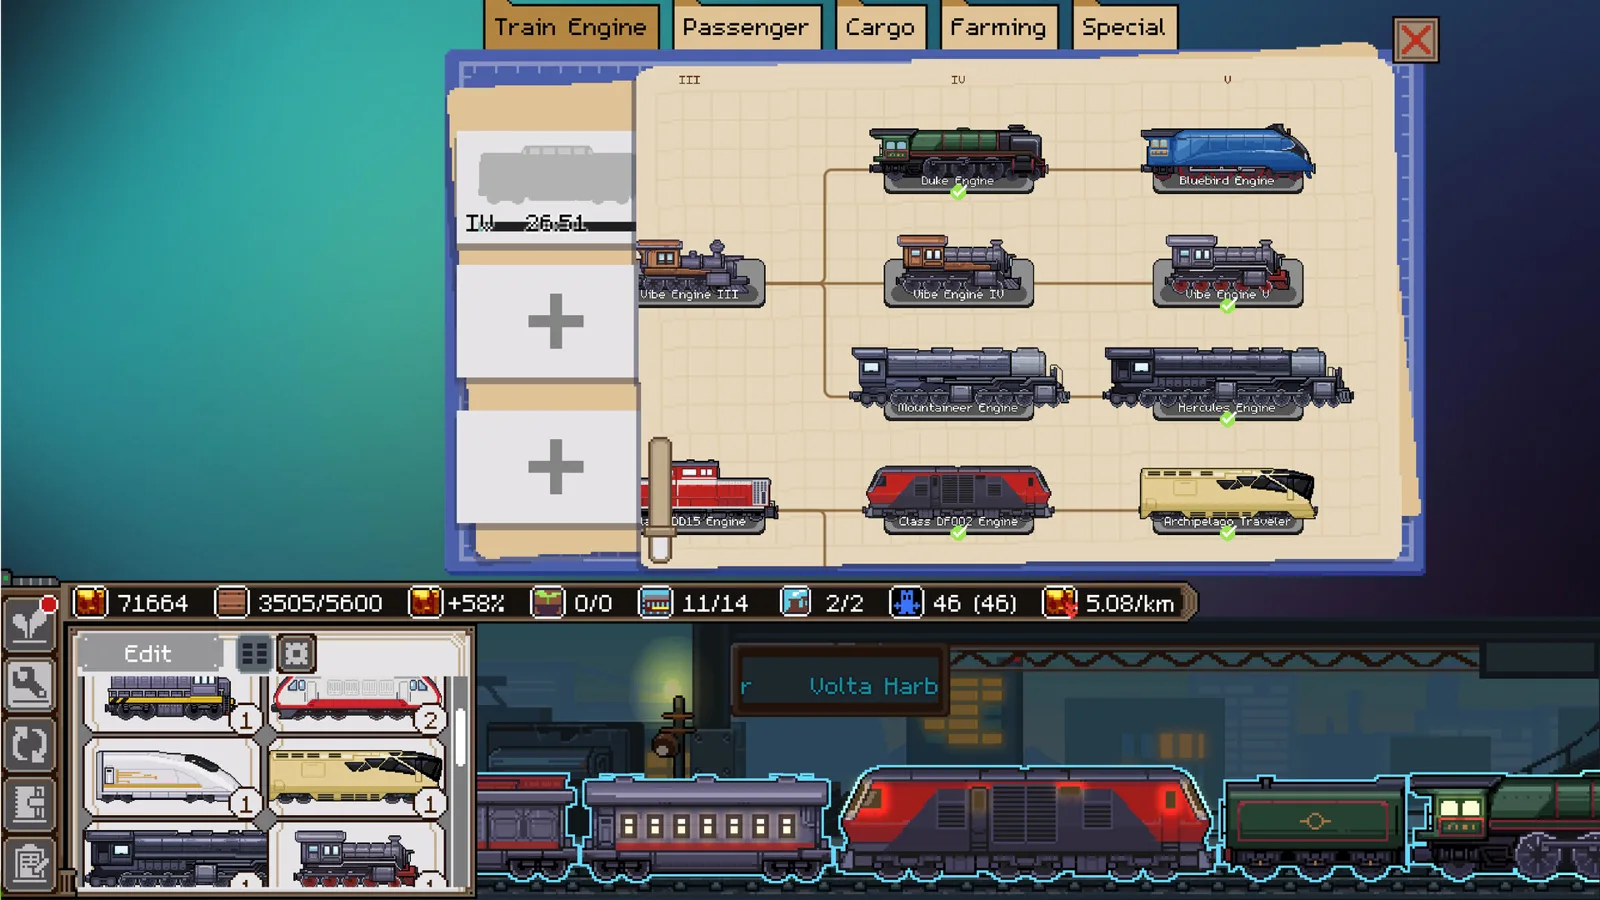 Train Engine Passenger Cargo Farming Special
III IV V
IW 26:51
Duke Engine Bluebird Engine
Vibe Engine III Vibe Engine IV Vibe Engine V
Mountaineer Engine Hercules Engine
DD15 Engine Class DF002 Engine Archipelago Traveler
71664 3505/5600 +58% 0/0 11/14 2/2 46 (46) 5.08/km
Edit
r Volta Harb
1 2
1 1